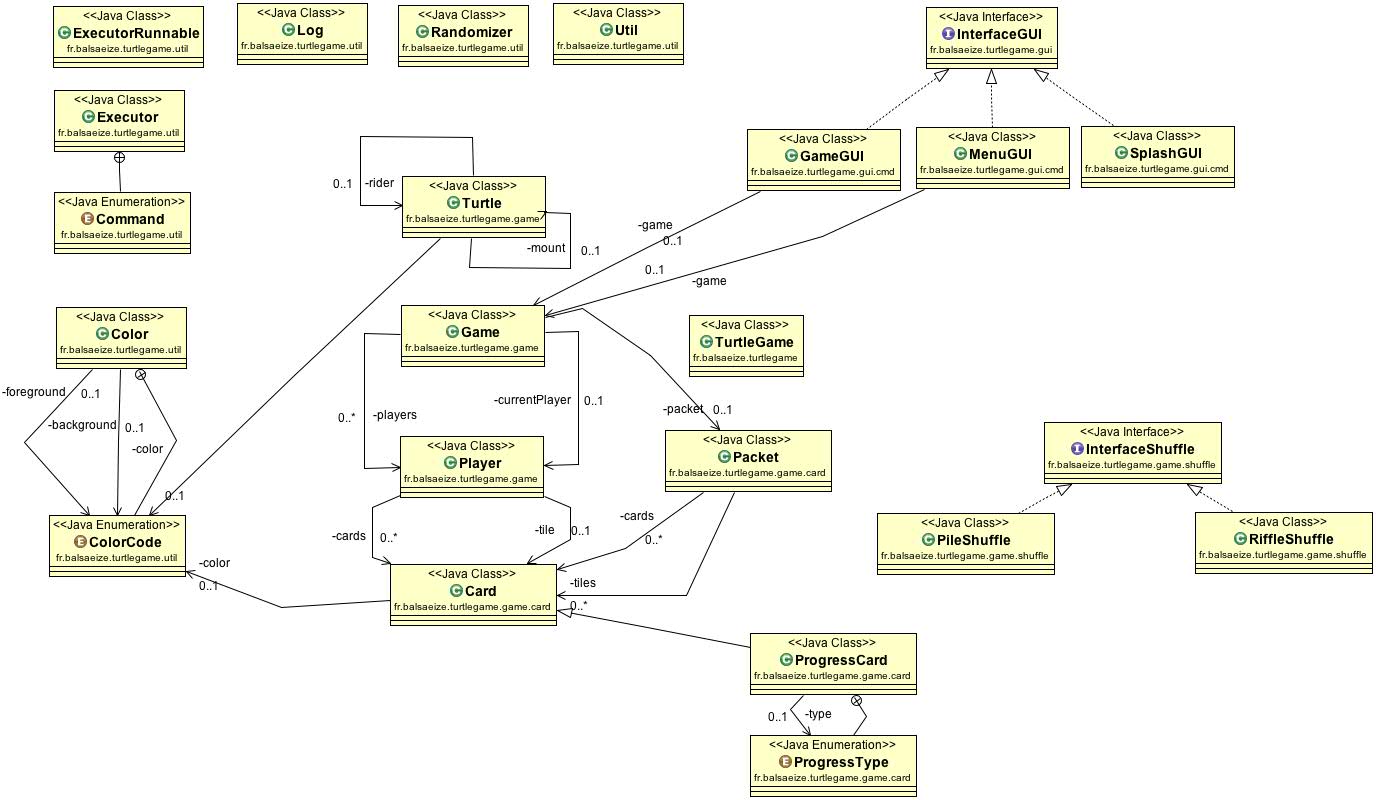 <<Java Class>>
ExecutorRunnable
fr.balsaeize.turtlegame.util
<<Java Class>>
Log
fr.balsaeize.turtlegame.util
<<Java Class>>
Randomizer
fr.balsaeize.turtlegame.util
<<Java Class>>
Util
fr.balsaeize.turtlegame.util
<<Java Interface>>
InterfaceGUI
fr.balsaeize.turtlegame.gui
<<Java Class>>
Executor
fr.balsaeize.turtlegame.util
<<Java Class>>
GameGUI
fr.balsaeize.turtlegame.gui.cmd
<<Java Class>>
MenuGUI
fr.balsaeize.turtlegame.gui.cmd
<<Java Class>>
SplashGUI
fr.balsaeize.turtlegame.gui.cmd
0..1
-rider
<<Java Class>>
Turtle
fr.balsaeize.turtlegame.game
-mount
0..1
<<Java Enumeration>>
Command
fr.balsaeize.turtlegame.util
-game
0..1
0..1
-game
<<Java Class>>
Color
fr.balsaeize.turtlegame.util
<<Java Class>>
Game
fr.balsaeize.turtlegame.game
<<Java Class>>
TurtleGame
fr.balsaeize.turtlegame
-foreground
0..1
-background
0..1
-color
0..1
0..*
-players
-currentPlayer
0..1
-packet
0..1
<<Java Class>>
Player
fr.balsaeize.turtlegame.game
<<Java Class>>
Packet
fr.balsaeize.turtlegame.game.card
<<Java Interface>>
InterfaceShuffle
fr.balsaeize.turtlegame.game.shuffle
<<Java Enumeration>>
ColorCode
fr.balsaeize.turtlegame.util
-cards
0..*
-tile
0..1
-cards
0..*
<<Java Class>>
PileShuffle
fr.balsaeize.turtlegame.game.shuffle
<<Java Class>>
RiffleShuffle
fr.balsaeize.turtlegame.game.shuffle
-color
0..1
<<Java Class>>
Card
fr.balsaeize.turtlegame.game.card
-tiles
0..*
<<Java Class>>
ProgressCard
fr.balsaeize.turtlegame.game.card
0..1
-type
<<Java Enumeration>>
ProgressType
fr.balsaeize.turtlegame.game.card